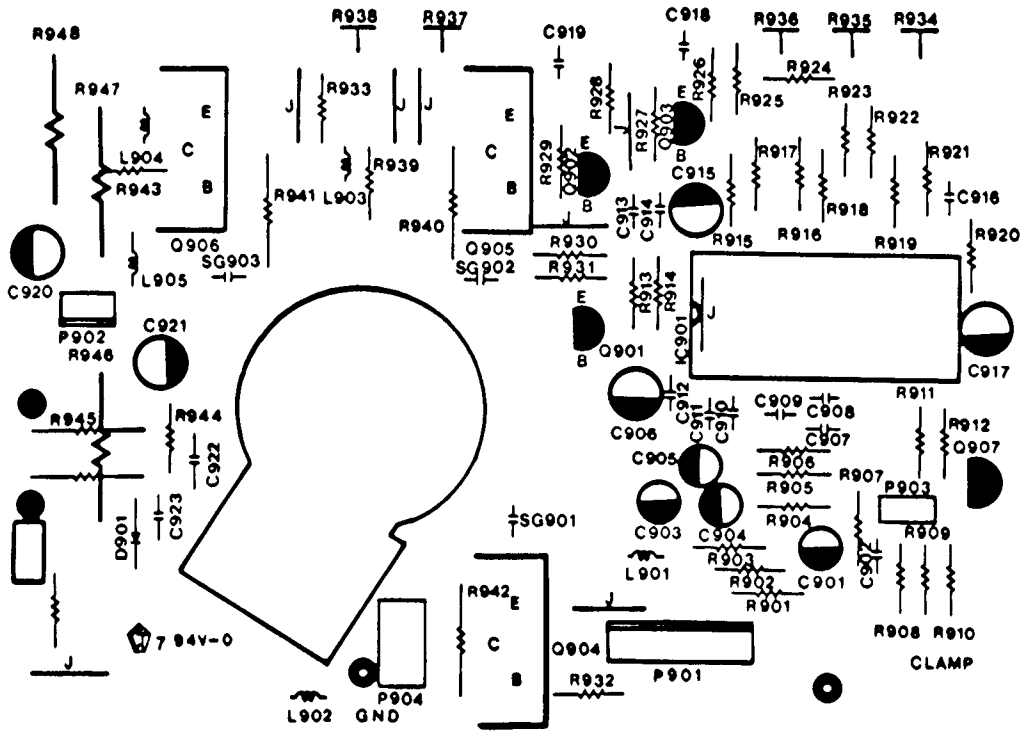 R938
R937
C918
R936
R935
R934
R948
C919
R926
R924
R947
R933
J
J
J
R928
E
R925
R923
R922
E
C
B
E
C
B
J
R927
Q903
B
L904
R943
R939
R929
E
Q902
B
C915
R917
R921
R941
L903
R940
C913
C914
R918
C916
Q906
Q905
J
R930
R915
R916
R919
R920
SG903
SG902
R931
C920
L905
R913
R914
P902
C921
E
B
Q901
IC901
J
C917
R946
R911
R945
R944
C906
C912
C911
C910
C909
C908
C907
R912
C922
C905
R906
R907
Q907
R905
P903
D901
C923
SG901
C903
C904
R904
R909
R903
C901
C902
L901
R902
R942
E
J
R901
R908
R910
7 94V-0
C
Q904
CLAMP
J
B
R932
P901
P904
L902
GND